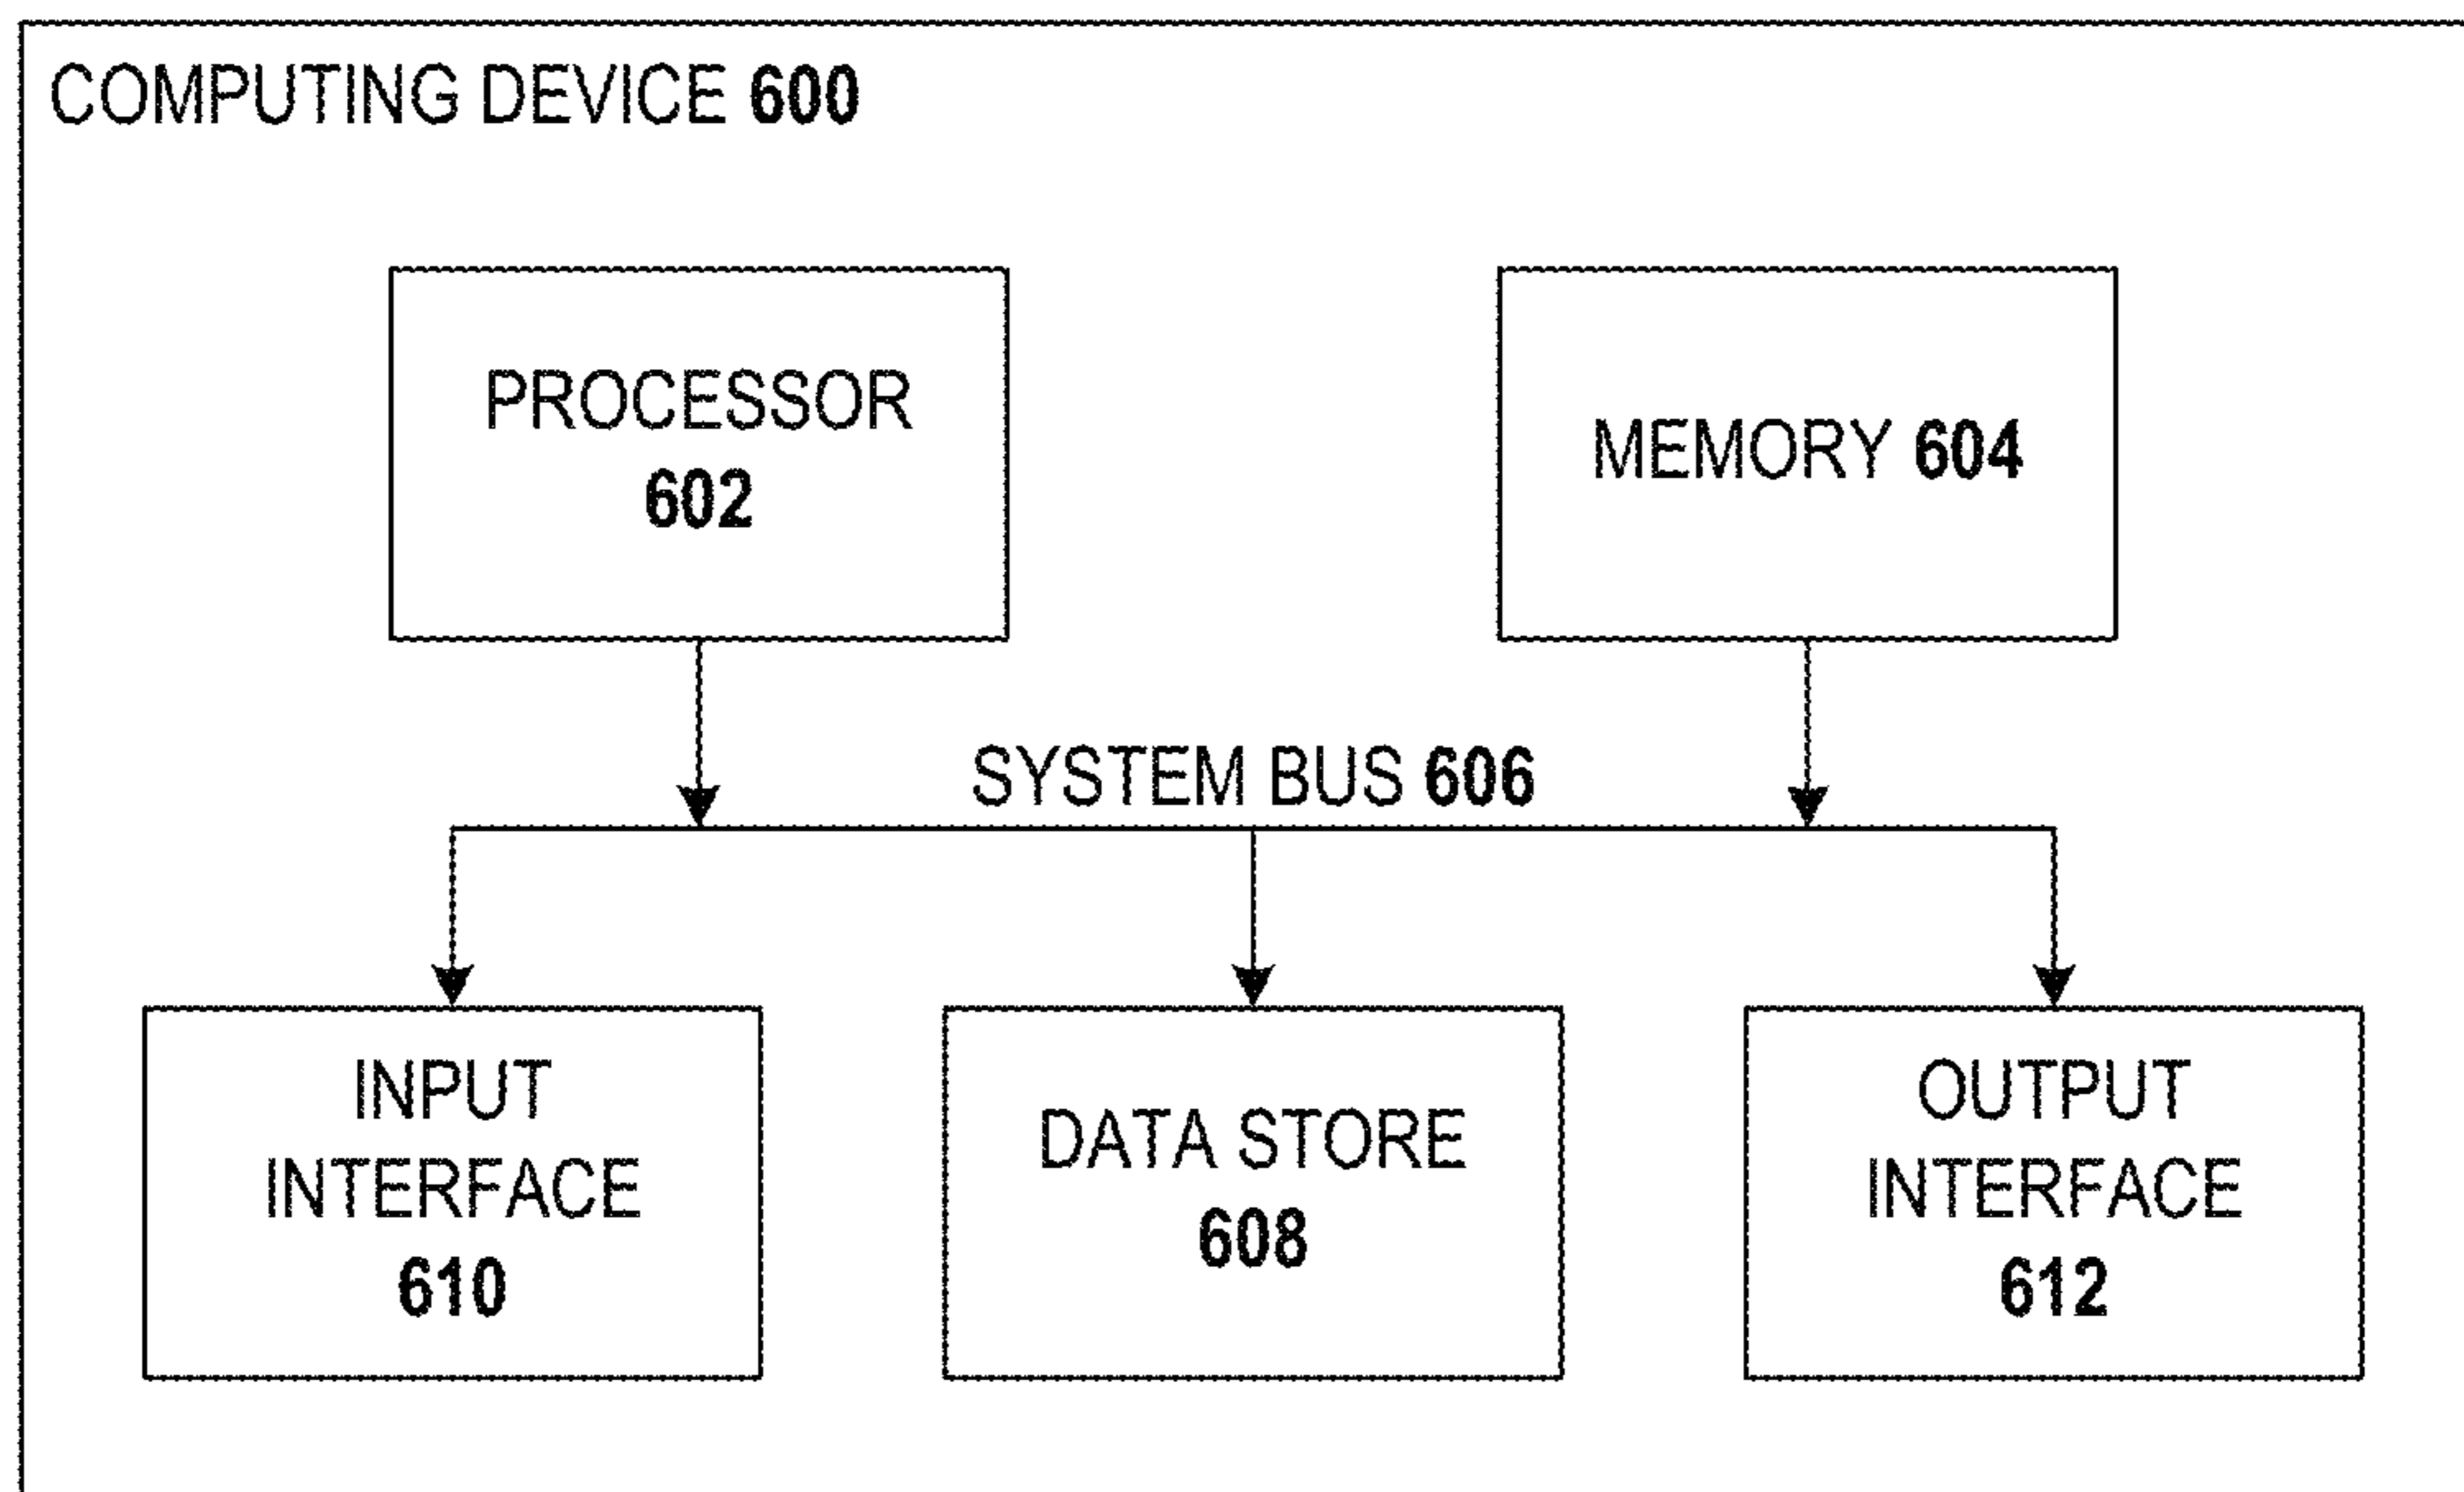 COMPUTING DEVICE 600
PROCESSOR
602
MEMORY 604
SYSTEM BUS 606
INPUT
INTERFACE
610
DATA STORE
608
OUTPUT
INTERFACE
612